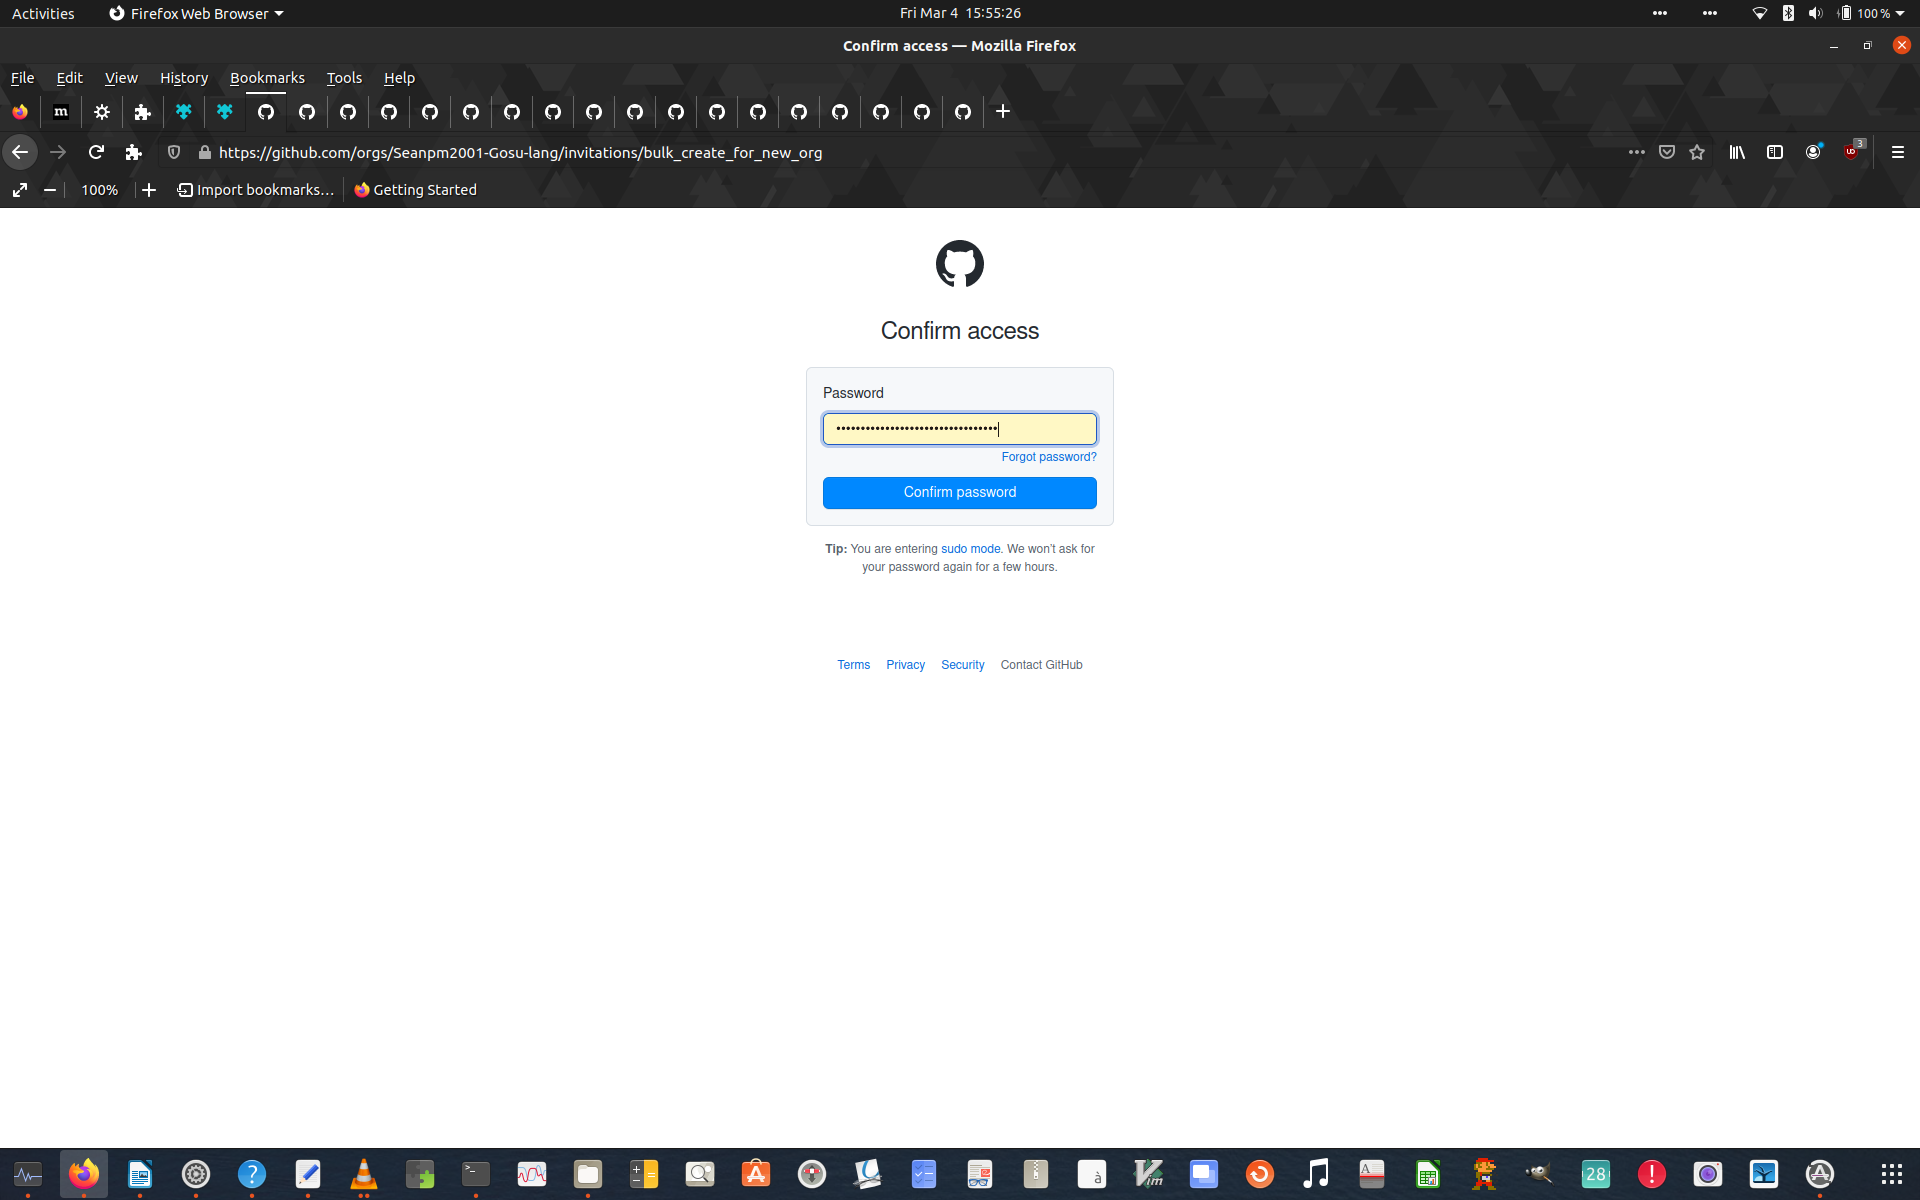 Activities
Firefox Web Browser
Fri Mar 4 15:55:26
100 %
Confirm access — Mozilla Firefox
File Edit View History Bookmarks Tools Help
m
https://github.com/orgs/Seanpm2001-Gosu-lang/invitations/bulk_create_for_new_org
3
100%
Import bookmarks…
Getting Started
Confirm access
Password
Forgot password?
Confirm password
Tip: You are entering sudo mode. We won't ask for
your password again for a few hours.
Terms Privacy Security Contact GitHub
28